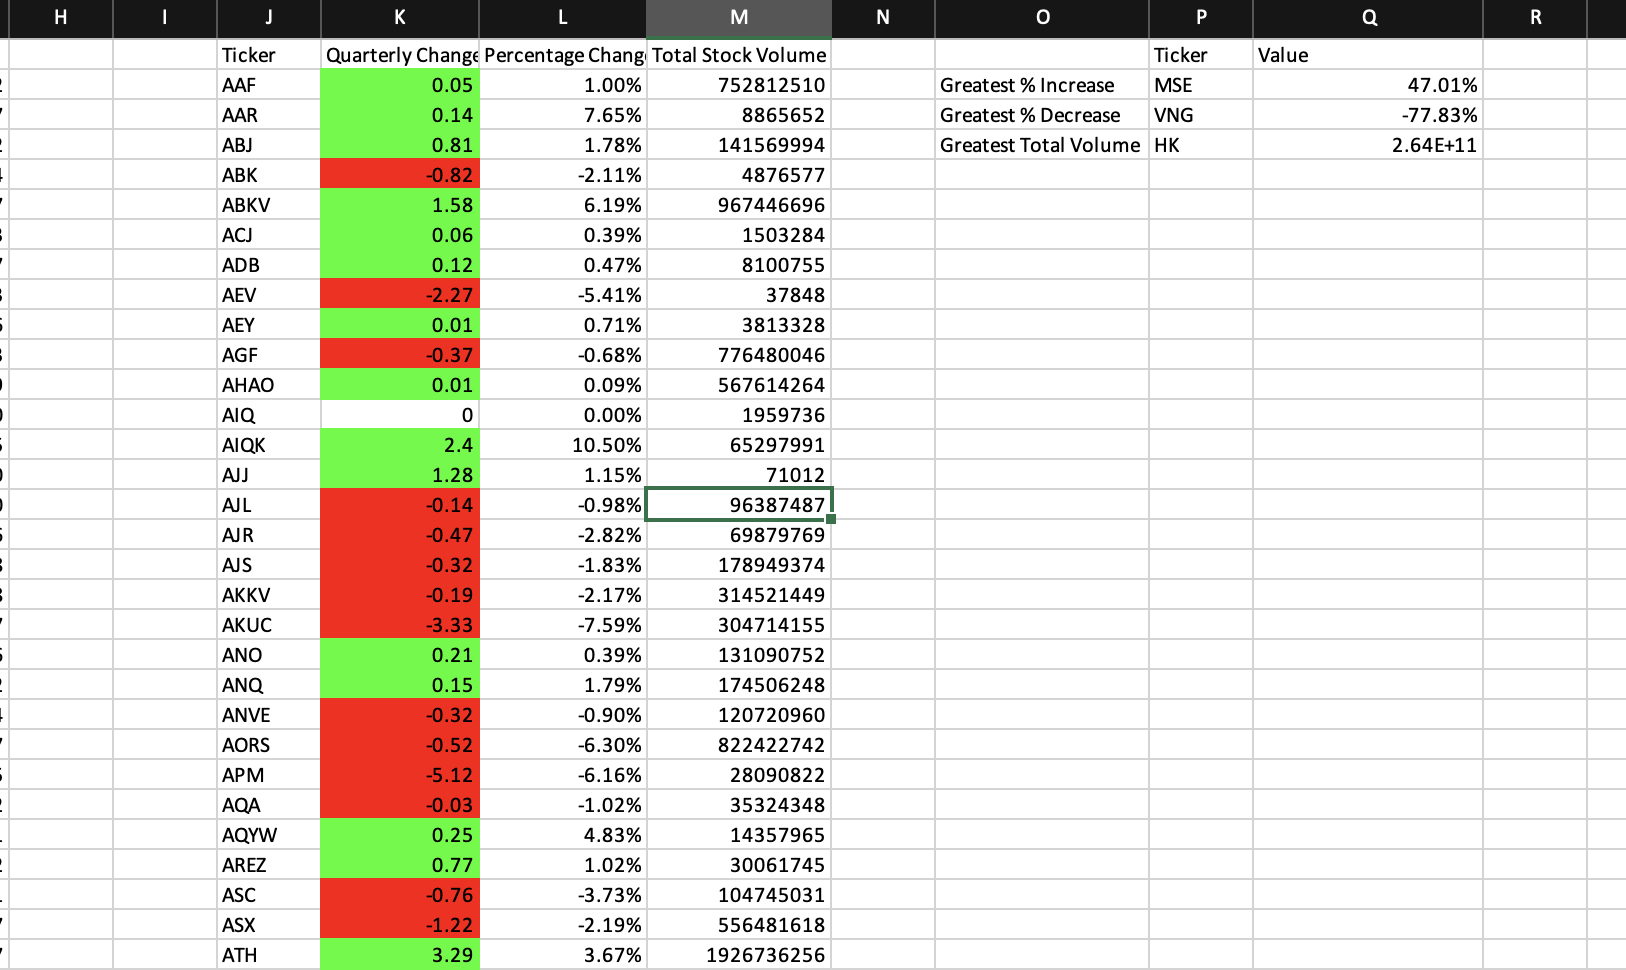 H I J K L M N O P Q R
Ticker Quarterly Change Percentage Chang Total Stock Volume Ticker Value
AAF 0.05 1.00% 752812510 Greatest % Increase MSE 47.01%
AAR 0.14 7.65% 8865652 Greatest % Decrease VNG -77.83%
ABJ 0.81 1.78% 141569994 Greatest Total Volume HK 2.64E+11
ABK -0.82 -2.11% 4876577
ABKV 1.58 6.19% 967446696
ACJ 0.06 0.39% 1503284
ADB 0.12 0.47% 8100755
AEV -2.27 -5.41% 37848
AEY 0.01 0.71% 3813328
AGF -0.37 -0.68% 776480046
AHAO 0.01 0.09% 567614264
AIQ 0 0.00% 1959736
AIQK 2.4 10.50% 65297991
AJJ 1.28 1.15% 71012
AJL -0.14 -0.98% 96387487
AJR -0.47 -2.82% 69879769
AJS -0.32 -1.83% 178949374
AKKV -0.19 -2.17% 314521449
AKUC -3.33 -7.59% 304714155
ANO 0.21 0.39% 131090752
ANQ 0.15 1.79% 174506248
ANVE -0.32 -0.90% 120720960
AORS -0.52 -6.30% 822422742
APM -5.12 -6.16% 28090822
AQA -0.03 -1.02% 35324348
AQYW 0.25 4.83% 14357965
AREZ 0.77 1.02% 30061745
ASC -0.76 -3.73% 104745031
ASX -1.22 -2.19% 556481618
ATH 3.29 3.67% 1926736256